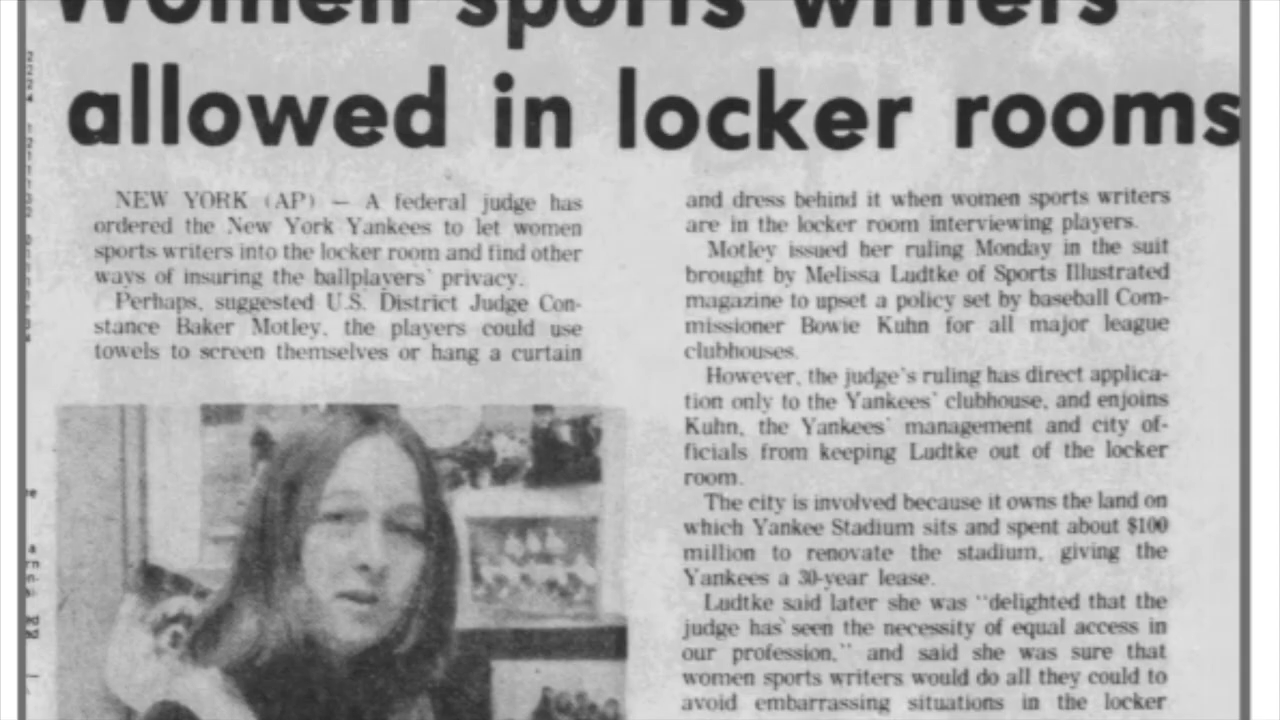 Women sports writers
allowed in locker rooms
NEW YORK (AP) — A federal judge has
ordered the New York Yankees to let women
sports writers into the locker room and find other
ways of insuring the ballplayers' privacy.
Perhaps, suggested U.S. District Judge Con-
stance Baker Motley, the players could use
towels to screen themselves or hang a curtain
and dress behind it when women sports writers
are in the locker room interviewing players.
Motley issued her ruling Monday in the suit
brought by Melissa Ludtke of Sports Illustrated
magazine to upset a policy set by baseball Com-
missioner Bowie Kuhn for all major league
clubhouses.
However, the judge's ruling has direct applica-
tion only to the Yankees' clubhouse, and enjoins
Kuhn, the Yankees' management and city of-
ficials from keeping Ludtke out of the locker
room.
The city is involved because it owns the land on
which Yankee Stadium sits and spent about $100
million to renovate the stadium, giving the
Yankees a 30-year lease.
Ludtke said later she was "delighted that the
judge has seen the necessity of equal access in
our profession," and said she was sure that
women sports writers would do all they could to
avoid embarrassing situations in the locker